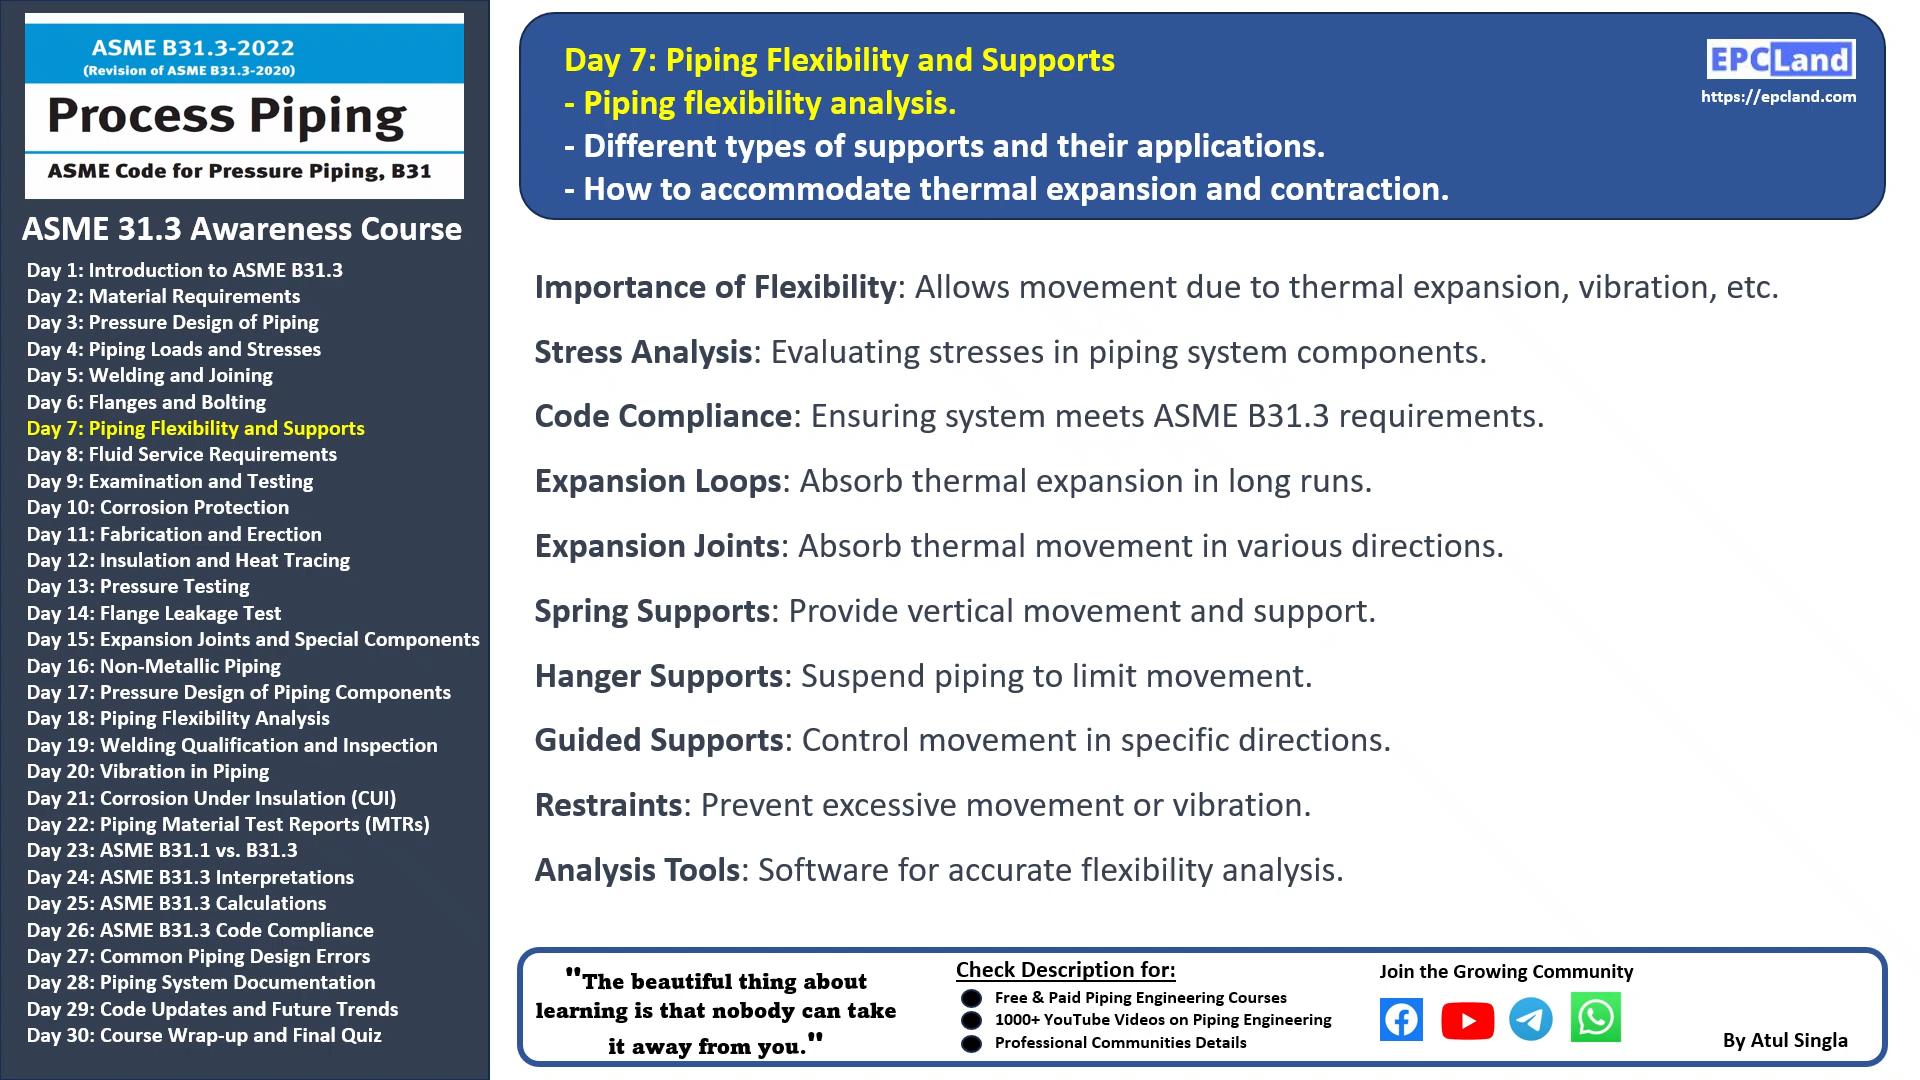 ASME B31.3-2022
(Revision of ASME B31.3-2020)
Process Piping
ASME Code for Pressure Piping, B31
ASME 31.3 Awareness Course
Day 1: Introduction to ASME B31.3
Day 2: Material Requirements
Day 3: Pressure Design of Piping
Day 4: Piping Loads and Stresses
Day 5: Welding and Joining
Day 6: Flanges and Bolting
Day 7: Piping Flexibility and Supports
Day 8: Fluid Service Requirements
Day 9: Examination and Testing
Day 10: Corrosion Protection
Day 11: Fabrication and Erection
Day 12: Insulation and Heat Tracing
Day 13: Pressure Testing
Day 14: Flange Leakage Test
Day 15: Expansion Joints and Special Components
Day 16: Non-Metallic Piping
Day 17: Pressure Design of Piping Components
Day 18: Piping Flexibility Analysis
Day 19: Welding Qualification and Inspection
Day 20: Vibration in Piping
Day 21: Corrosion Under Insulation (CUI)
Day 22: Piping Material Test Reports (MTRs)
Day 23: ASME B31.1 vs. B31.3
Day 24: ASME B31.3 Interpretations
Day 25: ASME B31.3 Calculations
Day 26: ASME B31.3 Code Compliance
Day 27: Common Piping Design Errors
Day 28: Piping System Documentation
Day 29: Code Updates and Future Trends
Day 30: Course Wrap-up and Final Quiz
Day 7: Piping Flexibility and Supports
- Piping flexibility analysis.
- Different types of supports and their applications.
- How to accommodate thermal expansion and contraction.
EPCLand
https://epcland.com
Importance of Flexibility: Allows movement due to thermal expansion, vibration, etc.
Stress Analysis: Evaluating stresses in piping system components.
Code Compliance: Ensuring system meets ASME B31.3 requirements.
Expansion Loops: Absorb thermal expansion in long runs.
Expansion Joints: Absorb thermal movement in various directions.
Spring Supports: Provide vertical movement and support.
Hanger Supports: Suspend piping to limit movement.
Guided Supports: Control movement in specific directions.
Restraints: Prevent excessive movement or vibration.
Analysis Tools: Software for accurate flexibility analysis.
"The beautiful thing about
learning is that nobody can take
it away from you."
Check Description for:
Free & Paid Piping Engineering Courses
1000+ YouTube Videos on Piping Engineering
Professional Communities Details
Join the Growing Community
By Atul Singla